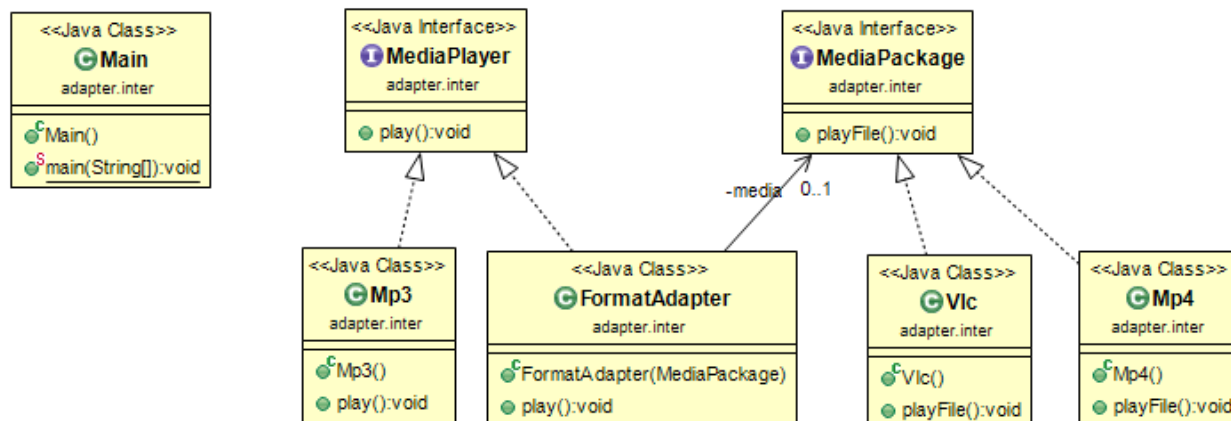 <<Java Class>>
Main
adapter.inter
Main()
main(String[]):void
<<Java Interface>>
MediaPlayer
adapter.inter
play():void
<<Java Interface>>
MediaPackage
adapter.inter
playFile():void
-media 0..1
<<Java Class>>
Mp3
adapter.inter
Mp3()
play():void
<<Java Class>>
FormatAdapter
adapter.inter
FormatAdapter(MediaPackage)
play():void
<<Java Class>>
Vlc
adapter.inter
Vlc()
playFile():void
<<Java Class>>
Mp4
adapter.inter
Mp4()
playFile():void